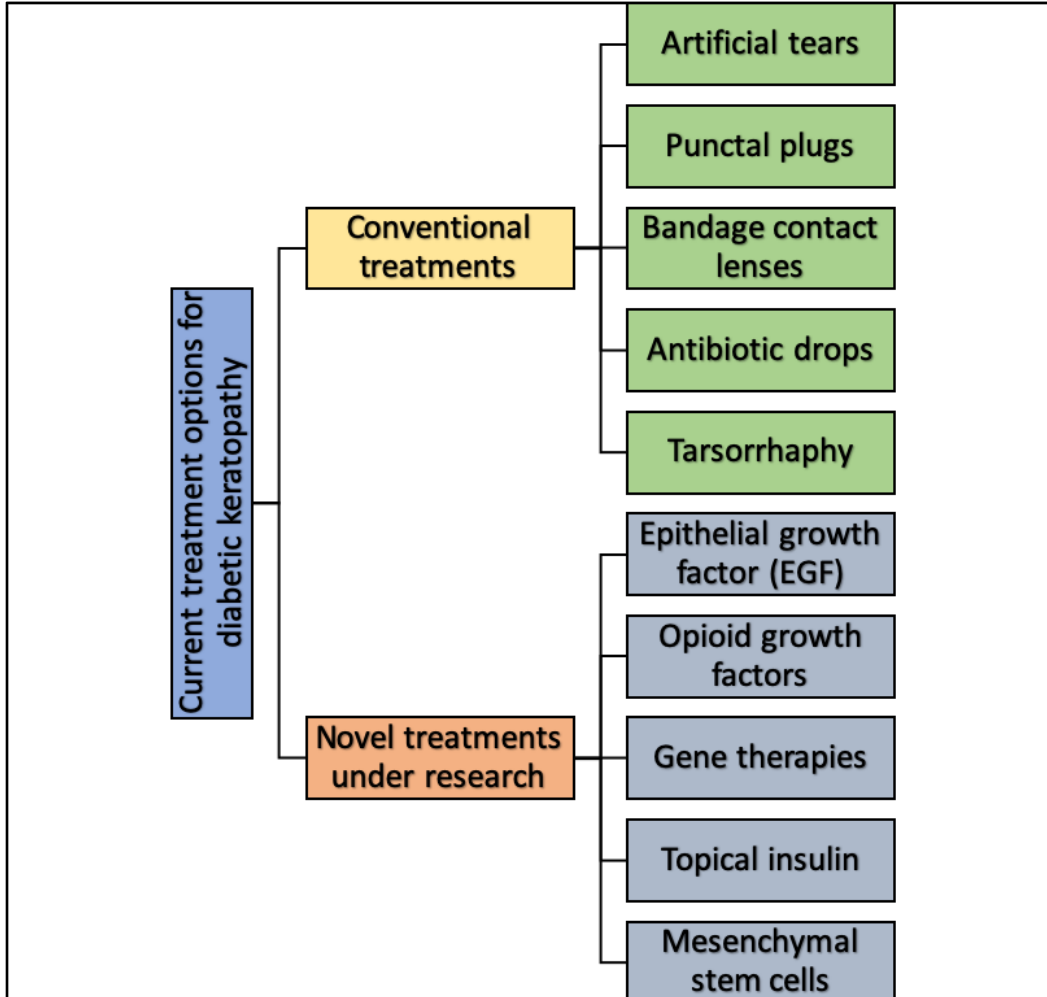 Current treatment options for
diabetic keratopathy
Conventional
treatments
Artificial tears
Punctal plugs
Bandage contact
lenses
Antibiotic drops
Tarsorrhaphy
Novel treatments
under research
Epithelial growth
factor (EGF)
Opioid growth
factors
Gene therapies
Topical insulin
Mesenchymal
stem cells